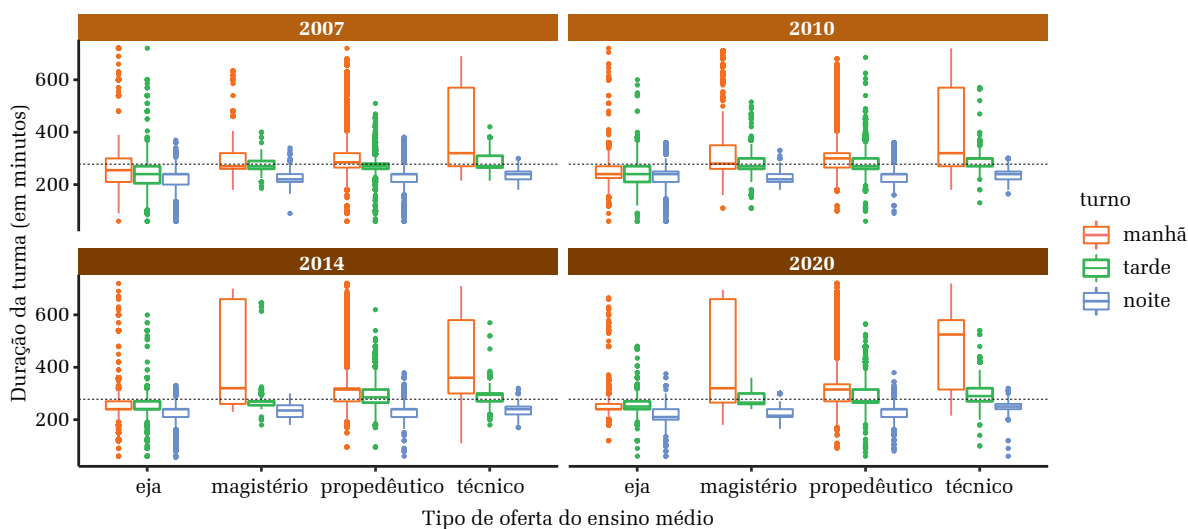 2007
2010
600
400
200
2014
2020
600
400
200
eja magistério propedêutico técnico
eja magistério propedêutico técnico
Tipo de oferta do ensino médio
Duração da turma (em minutos)
turno
manhã
tarde
noite